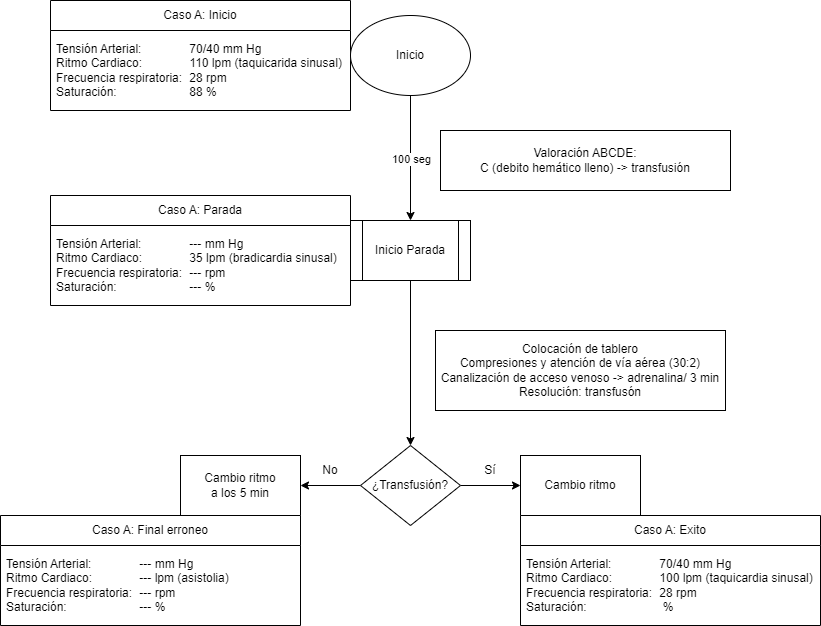 Caso A: Inicio
Tensión Arterial: 70/40 mm Hg
Ritmo Cardiaco: 110 lpm (taquicarida sinusal)
Frecuencia respiratoria: 28 rpm
Saturación: 88 %
Inicio
100 seg
Valoración ABCDE:
C (debito hemático lleno) -> transfusión
Caso A: Parada
Tensión Arterial: --- mm Hg
Ritmo Cardiaco: 35 lpm (bradicardia sinusal)
Frecuencia respiratoria: --- rpm
Saturación: --- %
Inicio Parada
Colocación de tablero
Compresiones y atención de vía aérea (30:2)
Canalización de acceso venoso -> adrenalina/ 3 min
Resolución: transfusón
¿Transfusión?
No
Sí
Cambio ritmo
a los 5 min
Caso A: Final erroneo
Tensión Arterial: --- mm Hg
Ritmo Cardiaco: --- lpm (asistolia)
Frecuencia respiratoria: --- rpm
Saturación: --- %
Cambio ritmo
Caso A: Exito
Tensión Arterial: 70/40 mm Hg
Ritmo Cardiaco: 100 lpm (taquicardia sinusal)
Frecuencia respiratoria: 28 rpm
Saturación: %